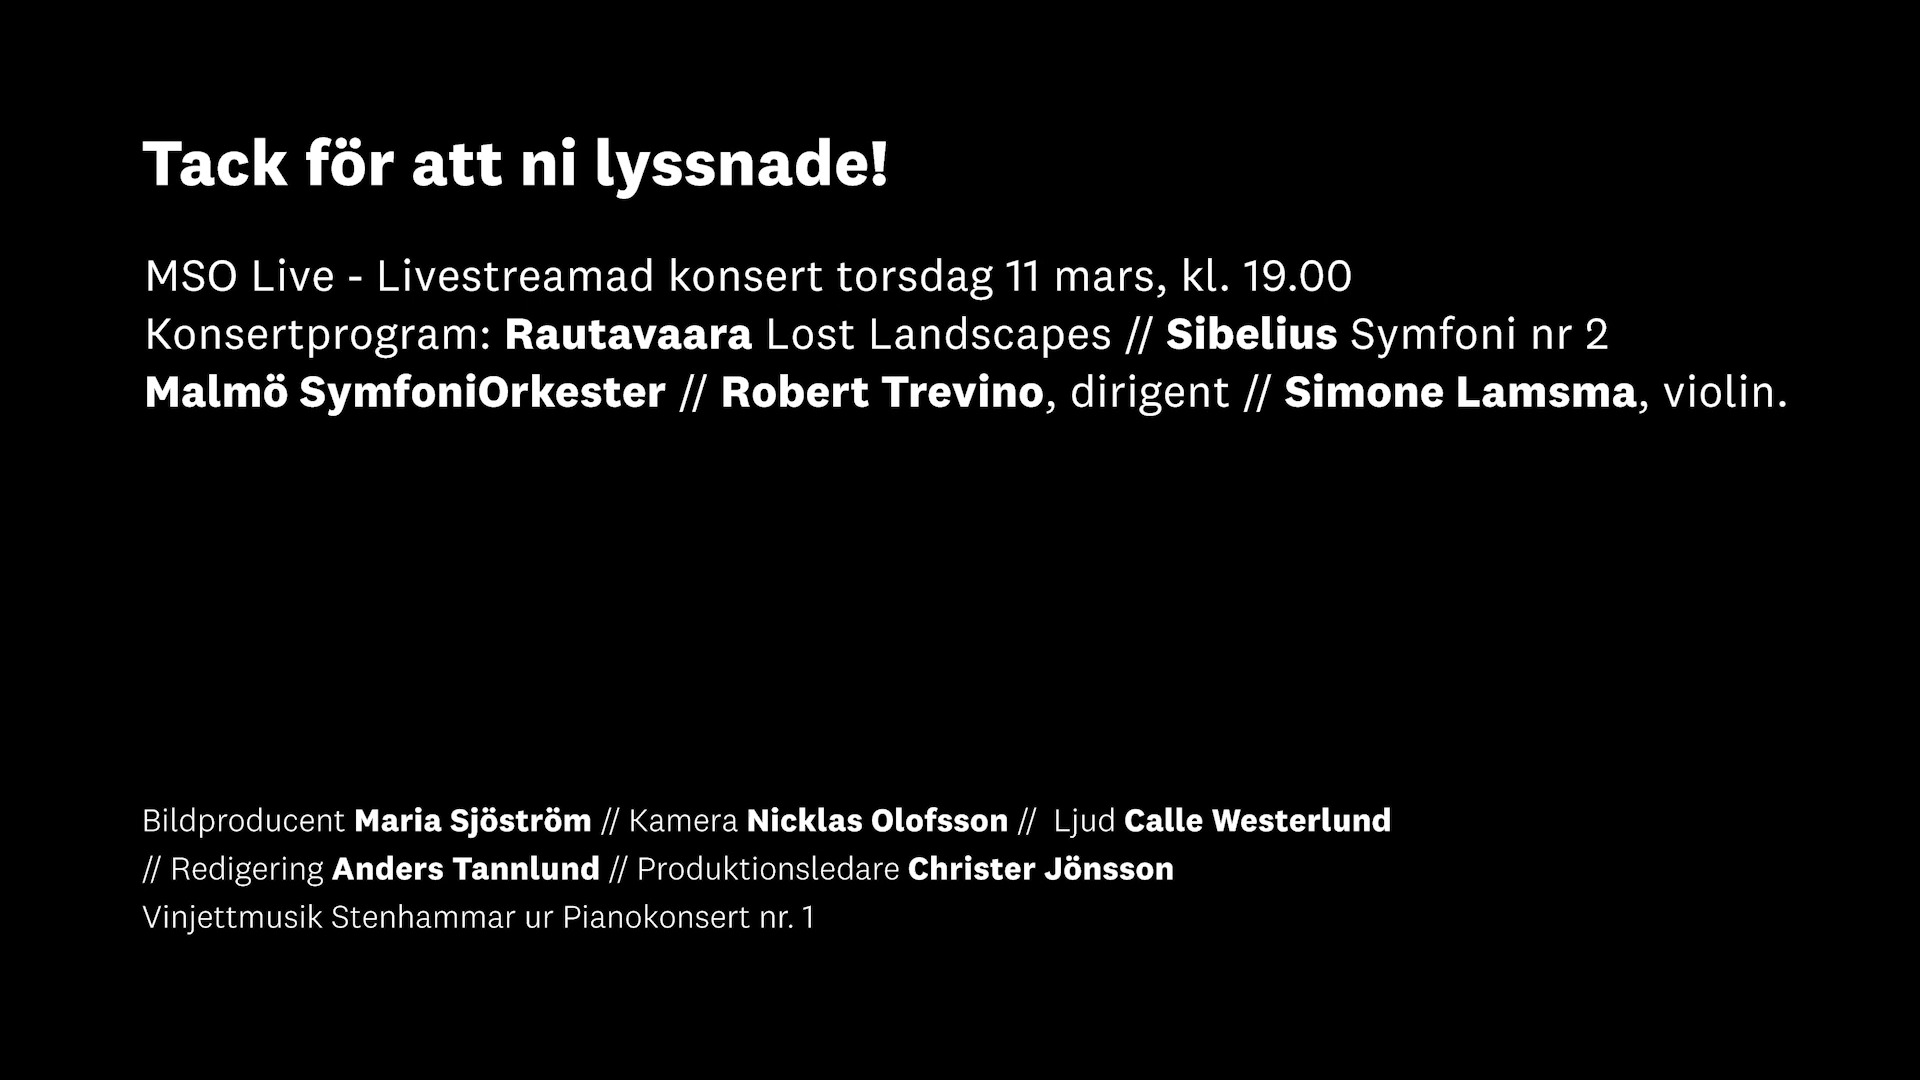 Tack för att ni lyssnade!
MSO Live - Livestreamad konsert torsdag 11 mars, kl. 19.00
Konsertprogram: Rautavaara Lost Landscapes // Sibelius Symfoni nr 2
Malmö SymfoniOrkester // Robert Trevino, dirigent // Simone Lamsma, violin.
Bildproducent Maria Sjöström // Kamera Nicklas Olofsson // Ljud Calle Westerlund
// Redigering Anders Tannlund // Produktionsledare Christer Jönsson
Vinjettmusik Stenhammar ur Pianokonsert nr. 1